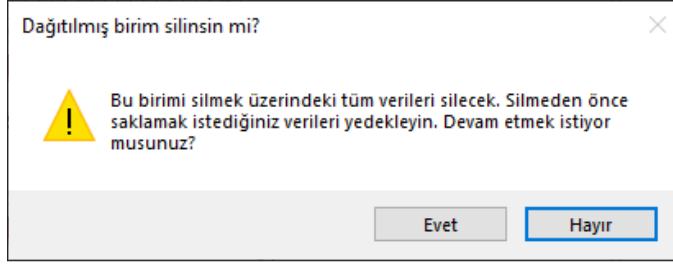 Dağıtılmış birim silinsin mi?
Bu birimi silmek üzerindeki tüm verileri silecek. Silmeden önce
saklamak istediğiniz verileri yedekleyin. Devam etmek istiyor
musunuz?
Evet
Hayır